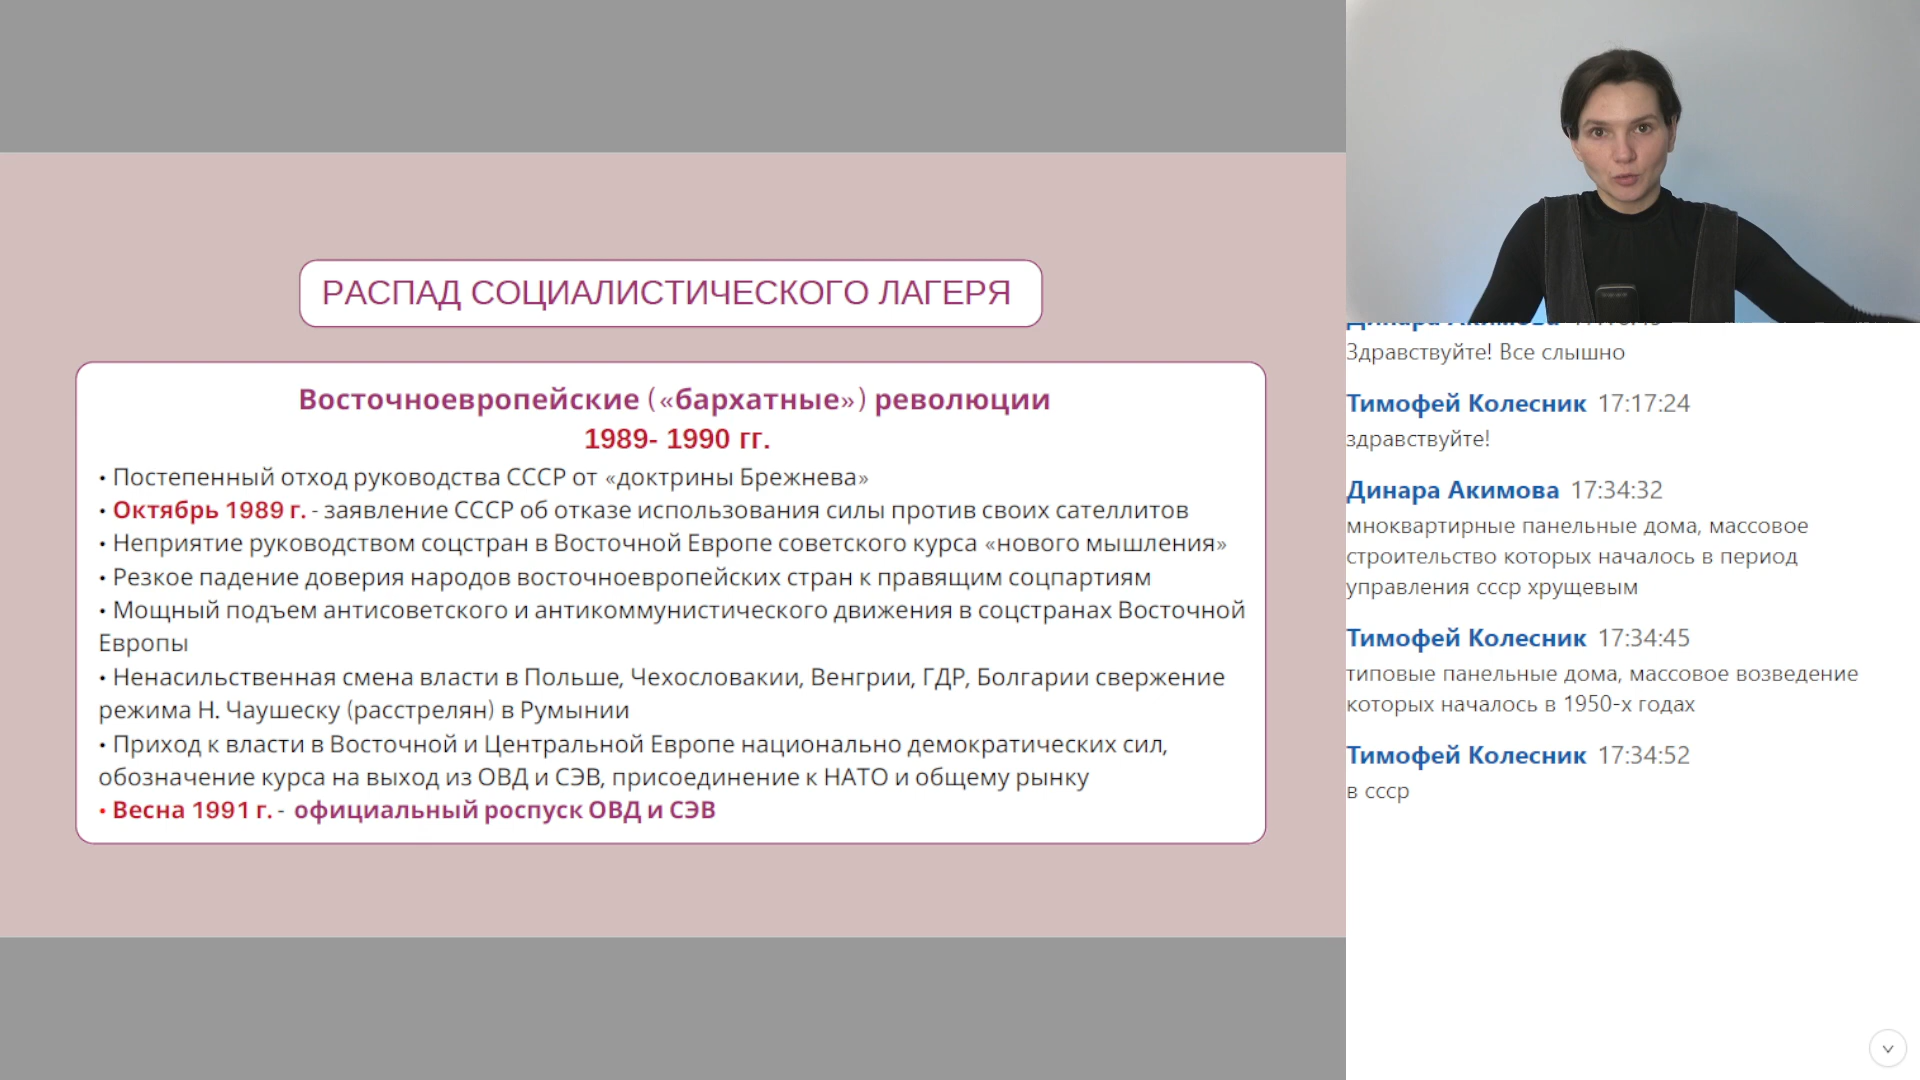 РАСПАД СОЦИАЛИСТИЧЕСКОГО ЛАГЕРЯ
Восточноевропейские («бархатные») революции
1989- 1990 гг.
• Постепенный отход руководства СССР от «доктрины Брежнева»
• Октябрь 1989 г. - заявление СССР об отказе использования силы против своих сателлитов
• Неприятие руководством соцстран в Восточной Европе советского курса «нового мышления»
• Резкое падение доверия народов восточноевропейских стран к правящим соцпартиям
• Мощный подъем антисоветского и антикоммунистического движения в соцстранах Восточной
Европы
• Ненасильственная смена власти в Польше, Чехословакии, Венгрии, ГДР, Болгарии свержение
режима Н. Чаушеску (расстрелян) в Румынии
• Приход к власти в Восточной и Центральной Европе национально демократических сил,
обозначение курса на выход из ОВД и СЭВ, присоединение к НАТО и общему рынку
• Весна 1991 г. - официальный роспуск ОВД и СЭВ
Динара Акимова
Здравствуйте! Все слышно
Тимофей Колесник 17:17:24
здравствуйте!
Динара Акимова 17:34:32
мноквартирные панельные дома, массовое
строительство которых началось в период
управления ссср хрущевым
Тимофей Колесник 17:34:45
типовые панельные дома, массовое возведение
которых началось в 1950-х годах
Тимофей Колесник 17:34:52
в ссср